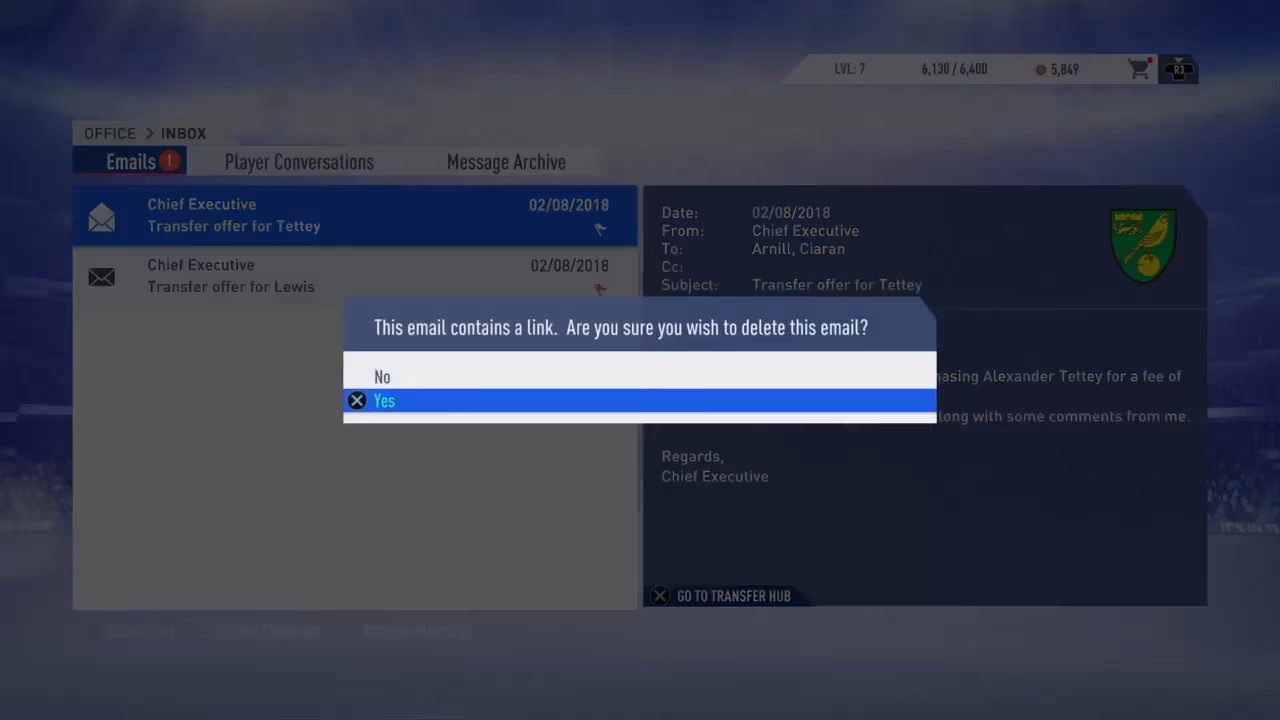 LVL: 7
6,130 / 6,400
5,849
R3
OFFICE > INBOX
Emails 1
Player Conversations
Message Archive
Chief Executive 02/08/2018
Transfer offer for Tettey
Chief Executive 02/08/2018
Transfer offer for Lewis
Date: 02/08/2018
From: Chief Executive
To: Arnill, Ciaran
Cc:
Subject: Transfer offer for Tettey
This email contains a link. Are you sure you wish to delete this email?
No
Yes
Alexander Tettey for a fee of
along with some comments from me.
Regards,
Chief Executive
GO TO TRANSFER HUB